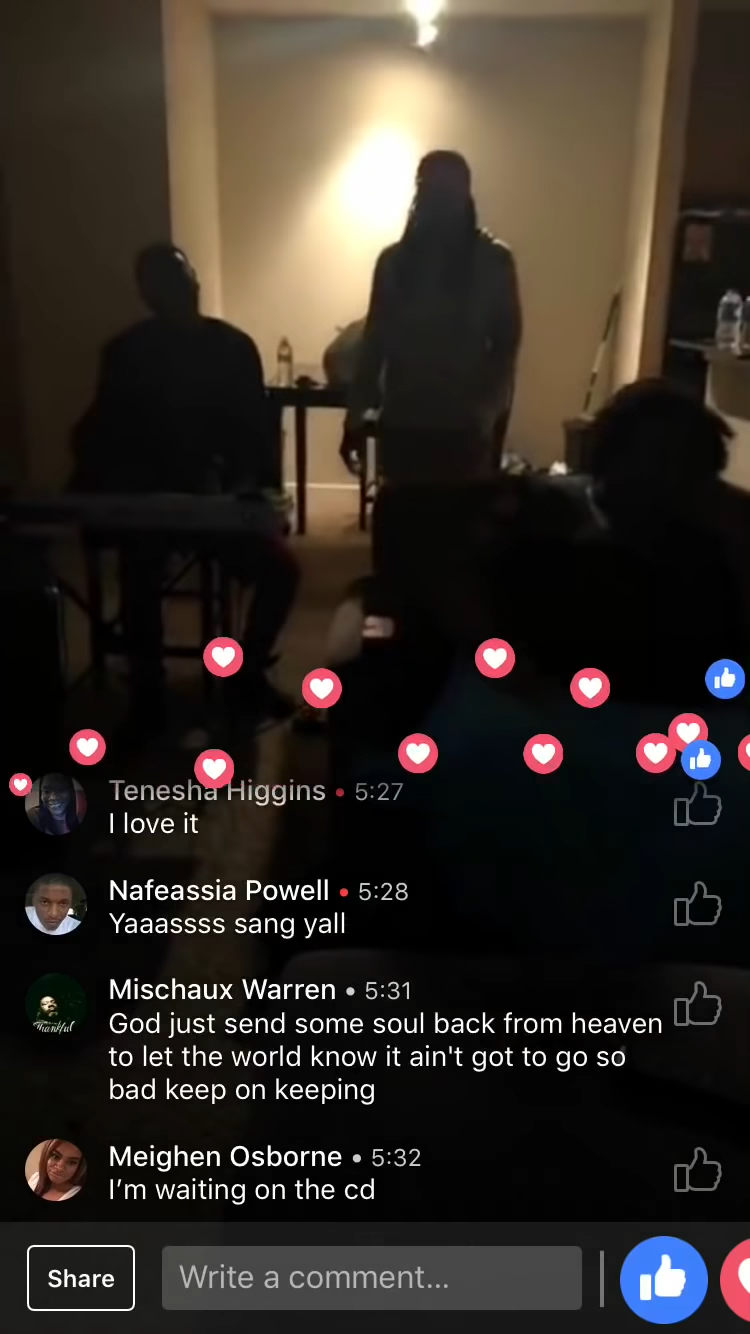 Tenesha Higgins • 5:27
I love it
Nafeassia Powell • 5:28
Yaaassss sang yall
Thankful
Mischaux Warren • 5:31
God just send some soul back from heaven
to let the world know it ain't got to go so
bad keep on keeping
Meighen Osborne • 5:32
I’m waiting on the cd
Share
Write a comment...